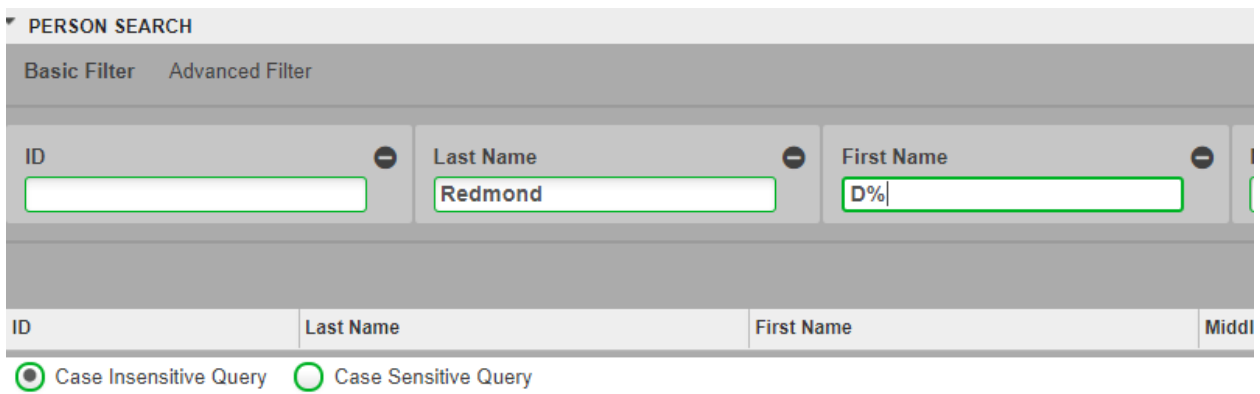 PERSON SEARCH
Basic Filter Advanced Filter
ID Last Name First Name
Redmond D%
ID Last Name First Name Middl
Case Insensitive Query Case Sensitive Query